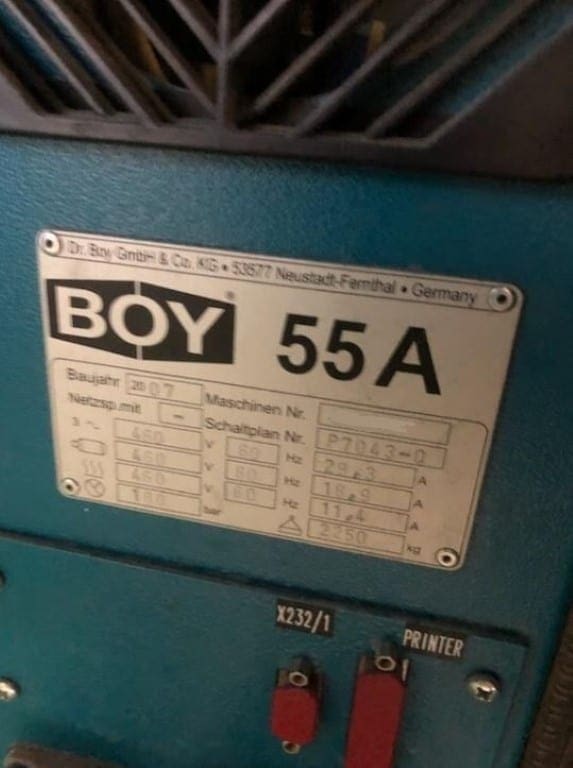 Dr. Boy GmbH & Co. KG • 53577 Neustadt-Fernthal • Germany
BOY® 55A
Baujahr 2007 Maschinen Nr.
Netzsp.mit - Schaltplan Nr. P7043-0
3 ~ 460 V 60 Hz 29.3 A
460 V 60 Hz 18.9 A
460 V 60 Hz 11.4 A
180 bar 2250 kg
X232/1 PRINTER